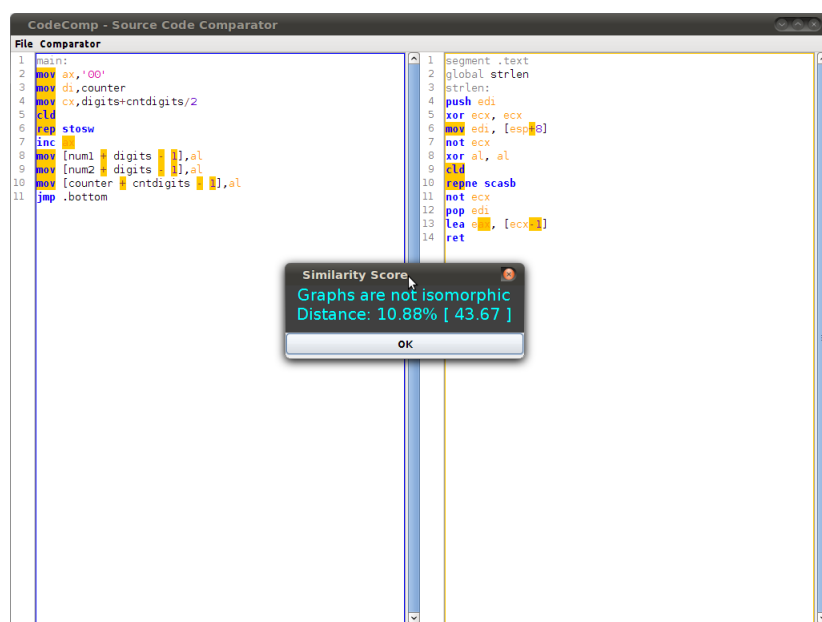 CodeComp - Source Code Comparator
File Comparator
1 main:
2 mov ax,'00'
3 mov di,counter
4 mov cx,digits+cntdigits/2
5 cld
6 rep stosw
7 inc ax
8 mov [num1 + digits - 1],al
9 mov [num2 + digits - 1],al
10 mov [counter + cntdigits - 1],al
11 jmp .bottom
1 segment .text
2 global strlen
3 strlen:
4 push edi
5 xor ecx, ecx
6 mov edi, [esp+8]
7 not ecx
8 xor al, al
9 cld
10 repne scasb
11 not ecx
12 pop edi
13 lea eax, [ecx-1]
14 ret
Similarity Score
Graphs are not isomorphic
Distance: 10.88% [ 43.67 ]
OK